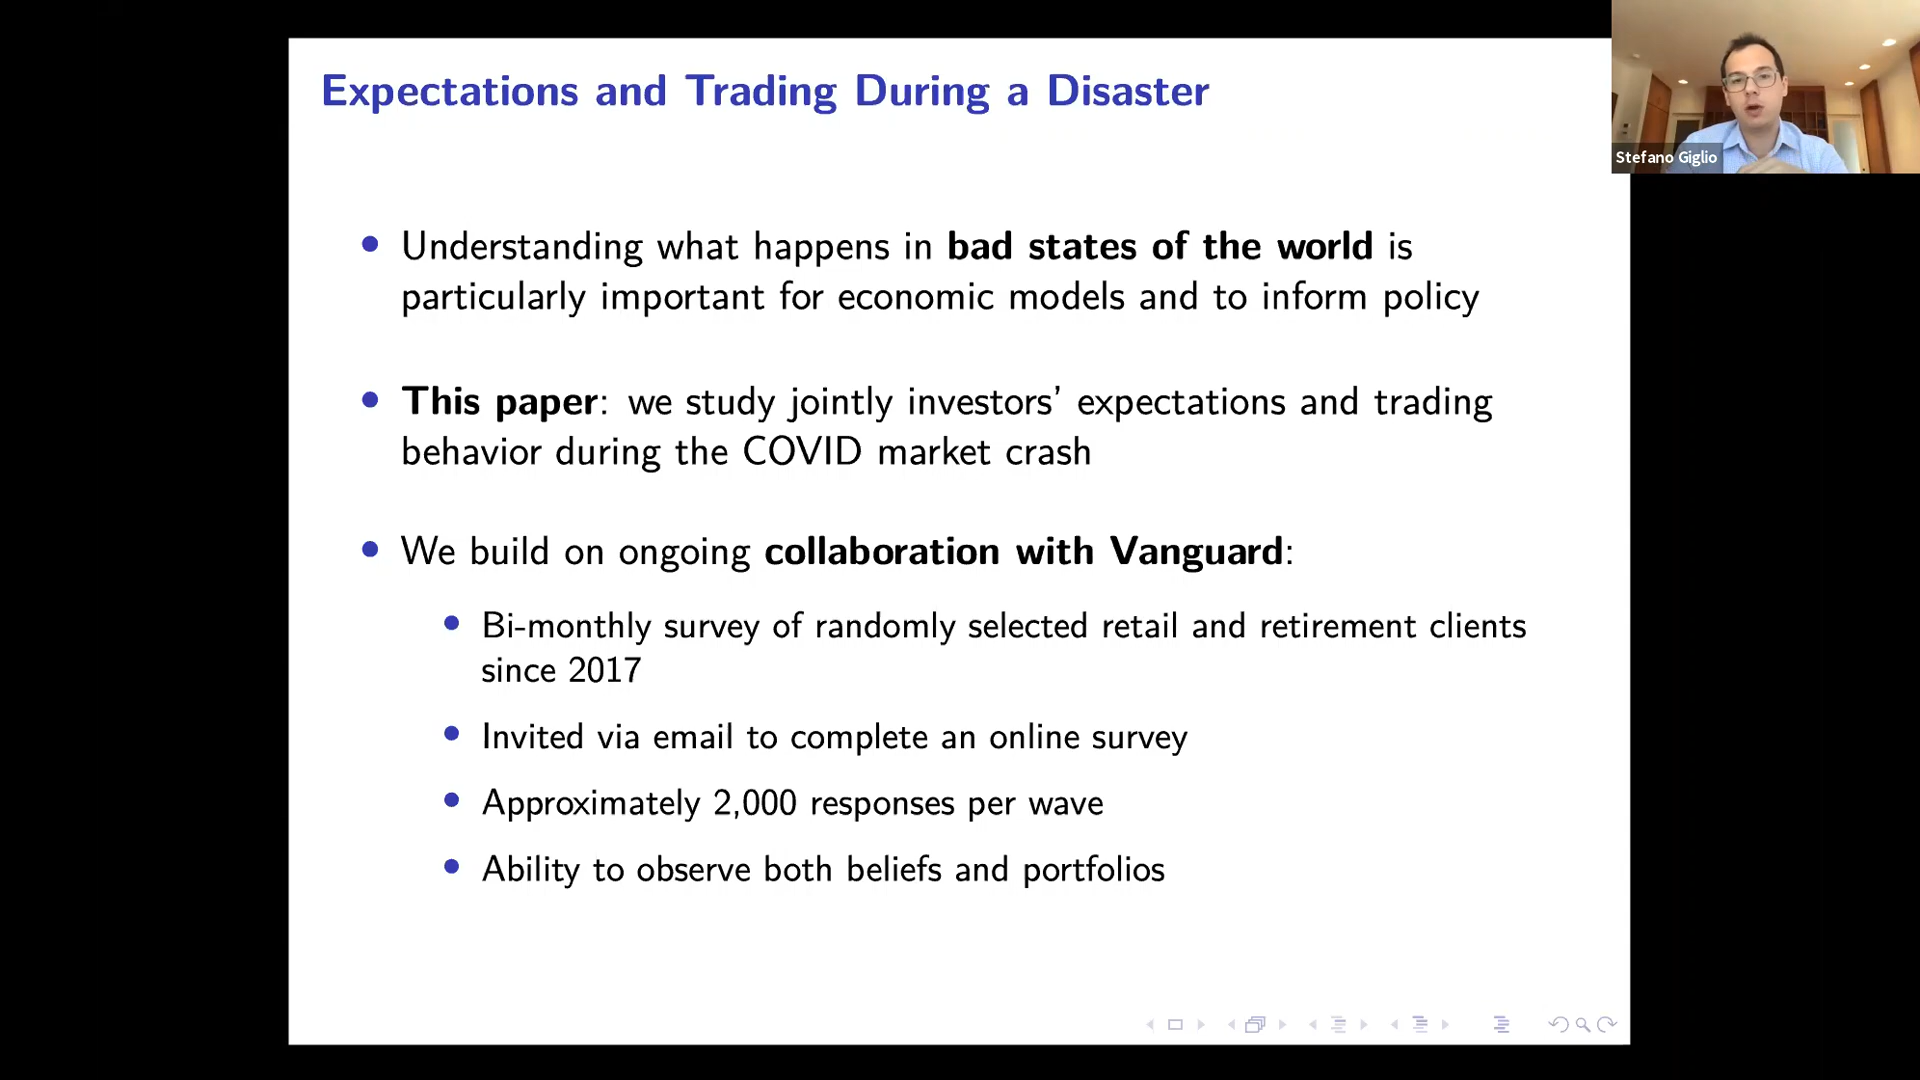 Expectations and Trading During a Disaster
Stefano Giglio
• Understanding what happens in bad states of the world is
particularly important for economic models and to inform policy
• This paper: we study jointly investors’ expectations and trading
behavior during the COVID market crash
• We build on ongoing collaboration with Vanguard:
• Bi-monthly survey of randomly selected retail and retirement clients
since 2017
• Invited via email to complete an online survey
• Approximately 2,000 responses per wave
• Ability to observe both beliefs and portfolios